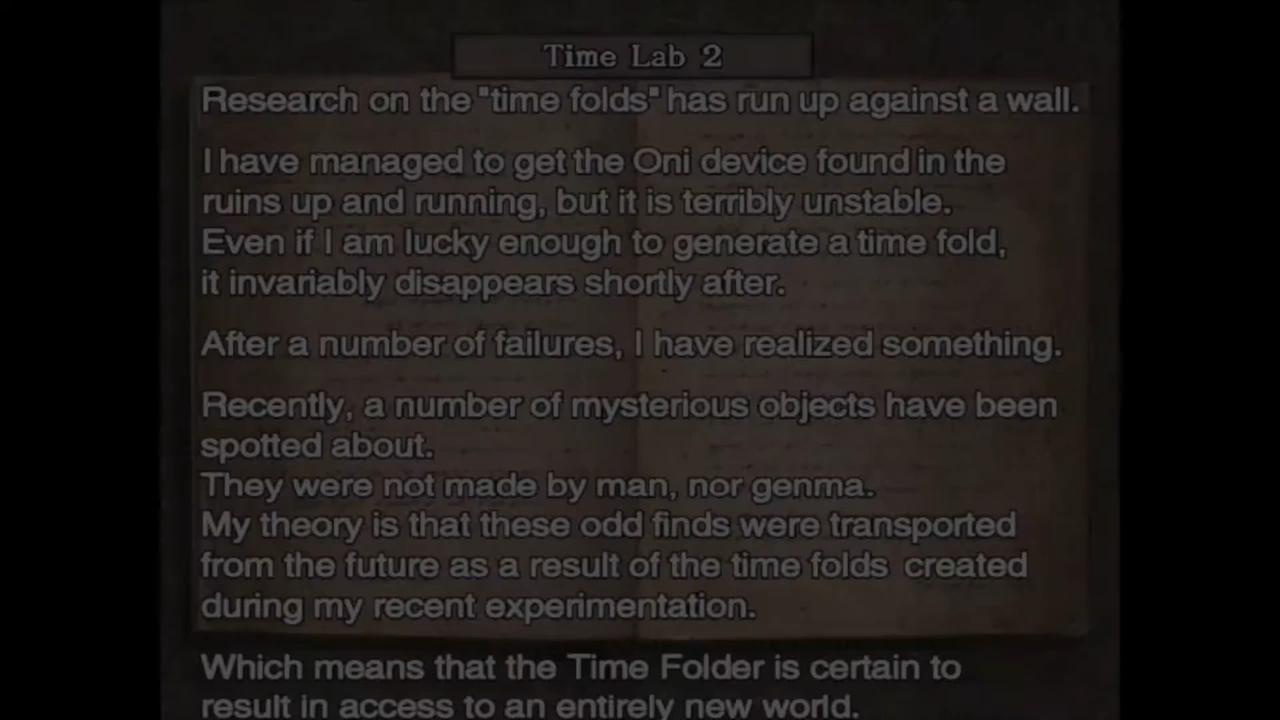 Time Lab 2
Research on the "time folds" has run up against a wall.
I have managed to get the Oni device found in the
ruins up and running, but it is terribly unstable.
Even if I am lucky enough to generate a time fold,
it invariably disappears shortly after.
After a number of failures, I have realized something.
Recently, a number of mysterious objects have been
spotted about.
They were not made by man, nor genma.
My theory is that these odd finds were transported
from the future as a result of the time folds created
during my recent experimentation.
Which means that the Time Folder is certain to
result in access to an entirely new world.